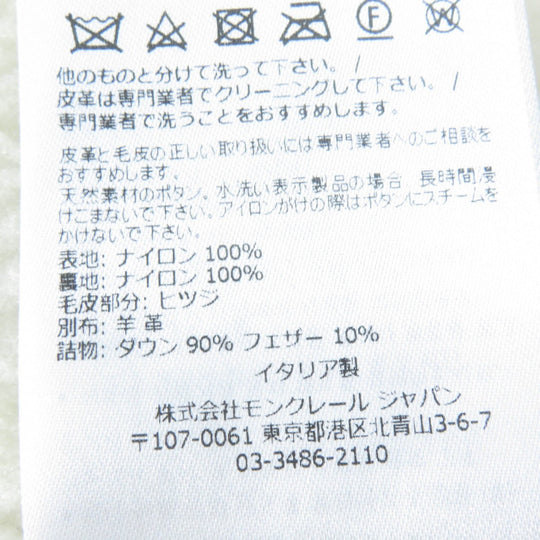 F
W
他のものと分けて洗って下さい。/
皮革は専門業者でクリーニングして下さい。/
専門業者で洗うことをおすすめします。
皮革と毛皮の正しい取り扱いには専門業者へのご相談を
おすすめします。
天然素材のボタン。水洗い表示製品の場合 長時間浸
けこまないで下さい。アイロンがけの際はボタンにスチームを
かけないで下さい。
表地: ナイロン 100%
裏地: ナイロン 100%
毛皮部分: ヒツジ
別布: 羊 革
詰物: ダウン 90% フェザー 10%
イタリア製
株式会社モンクレール ジャパン
〒107-0061 東京都港区北青山3-6-7
03-3486-2110